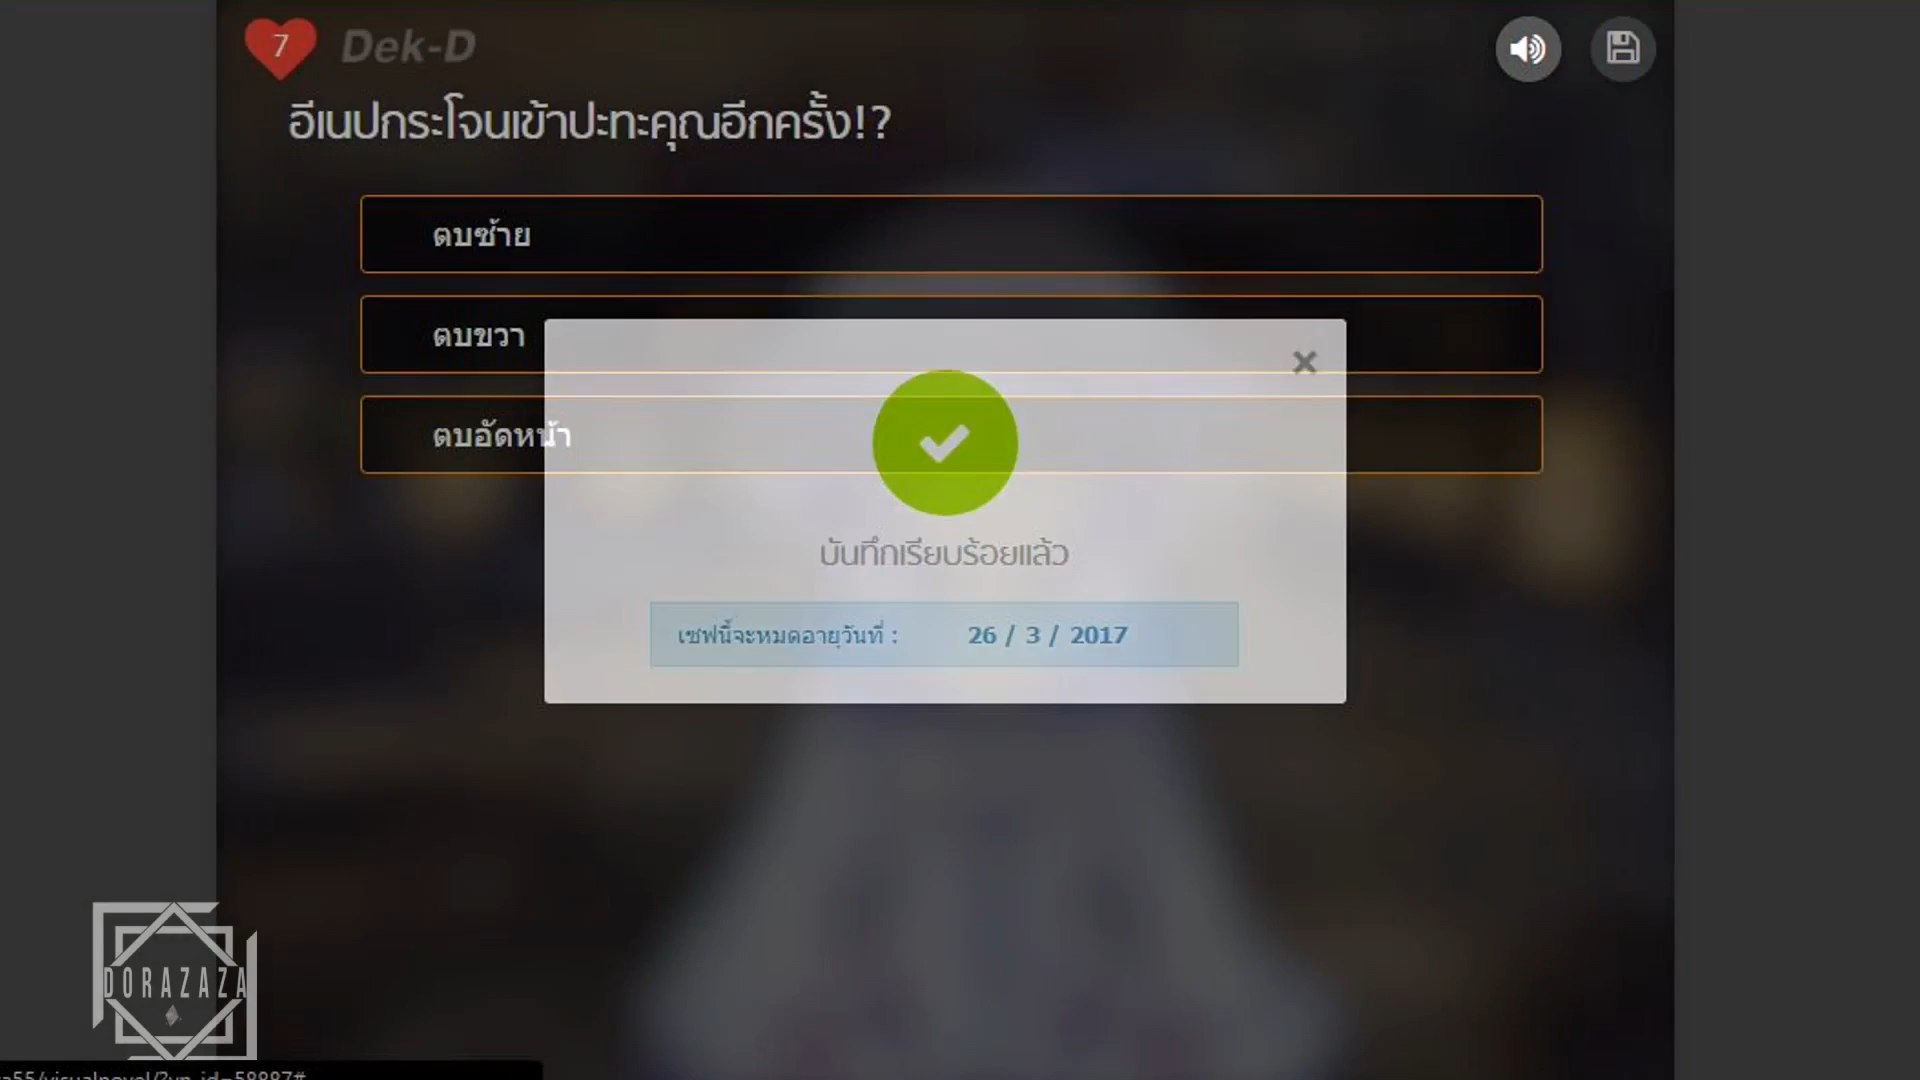 7
Dek-D
อีเนปกระโจนเข้าปะทะคุณอีกครั้ง!?
ตบซ้าย
ตบขวา
ตบอัดหน้า
บันทึกเรียบร้อยแล้ว
เซฟนี้จะหมดอายุวันที่ : 26 / 3 / 2017
DORAZAZA
a55/visualnovel/?vn_id=58887#